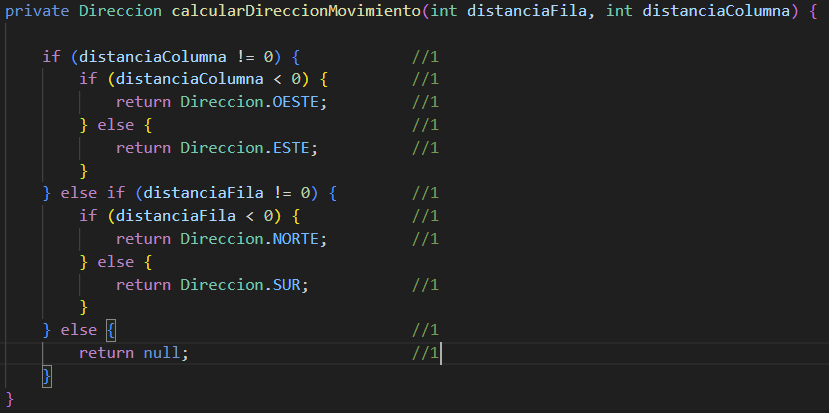 private Direccion calcularDireccionMovimiento(int distanciaFila, int distanciaColumna) {
if (distanciaColumna != 0) { //1
if (distanciaColumna < 0) { //1
return Direccion.OESTE; //1
} else { //1
return Direccion.ESTE; //1
}
} else if (distanciaFila != 0) { //1
if (distanciaFila < 0) { //1
return Direccion.NORTE; //1
} else {
return Direccion.SUR; //1
}
} else { //1
return null; //1
}
}